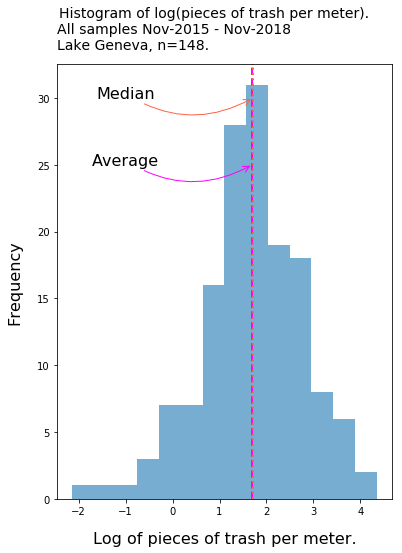 Histogram of log(pieces of trash per meter).
All samples Nov-2015 - Nov-2018
Lake Geneva, n=148.
Median
Average
Frequency
30
25
20
15
10
5
0
−2 −1 0 1 2 3 4
Log of pieces of trash per meter.